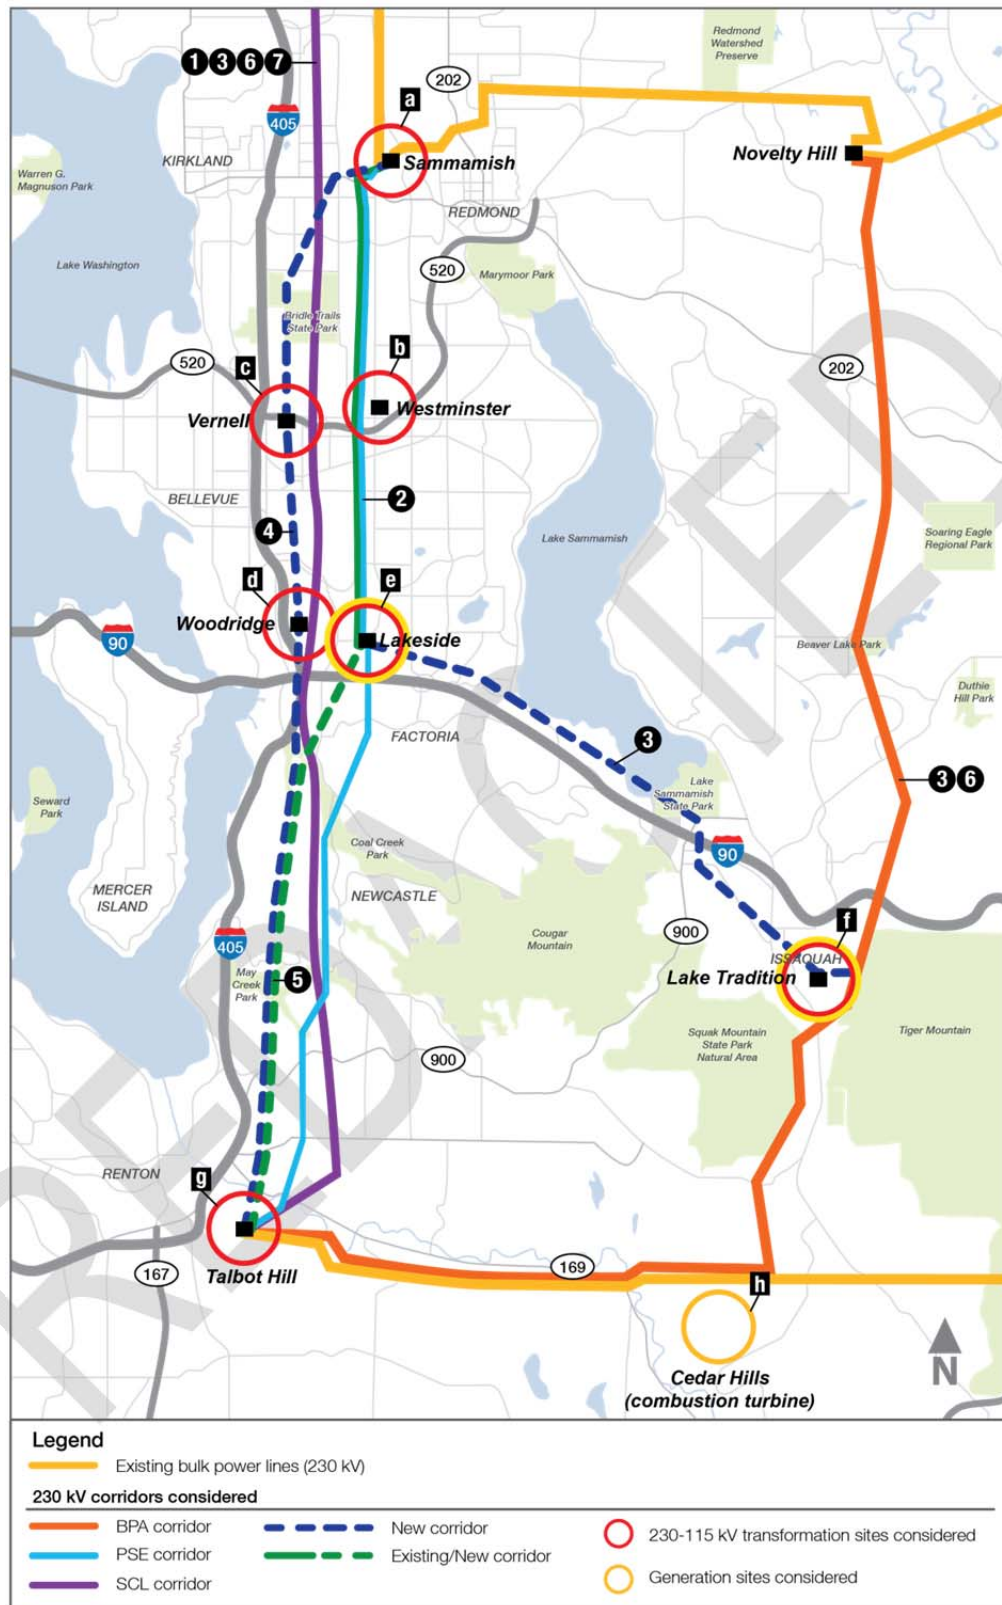 1 3 6 7
202
a
Redmond
Watershed
Preserve
405
KIRKLAND
Sammamish
Novelty Hill
Warren G.
Magnuson Park
REDMOND
Lake Washington
520
Marymoor Park
Bridle Trails
State Park
b
520
c
202
Vernell
Westminster
BELLEVUE
2
4
Lake Sammamish
Soaring Eagle
Regional Park
d
e
Woodridge
Lakeside
90
Beaver Lake Park
Duthie
Hill Park
FACTORIA
3
3 6
Seward
Park
Lake
Sammamish
State Park
Coal Creek
Park
90
MERCER
ISLAND
NEWCASTLE
f
405
Cougar
Mountain
900
ISSAQUAH
May
Creek
Park
5
Lake Tradition
Squak Mountain
State Park
Natural Area
Tiger Mountain
900
RENTON
g
167
Talbot Hill
169
h
N
Cedar Hills
(combustion turbine)
Legend
Existing bulk power lines (230 kV)
230 kV corridors considered
BPA corridor
New corridor
230-115 kV transformation sites considered
PSE corridor
Existing/New corridor
Generation sites considered
SCL corridor